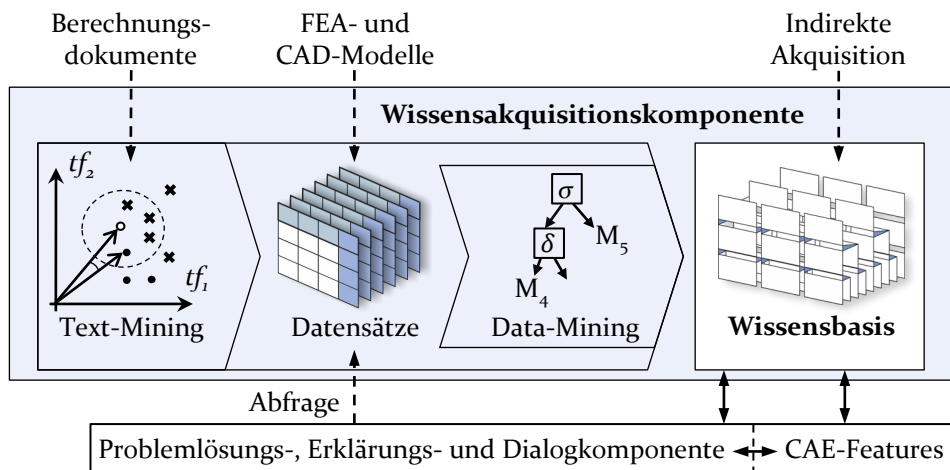 Berechnungs-
dokumente
FEA- und
CAD-Modelle
Indirekte
Akquisition
Wissensakquisitionskomponente
tf₂
tf₁
Text-Mining
Datensätze
σ
δ
M₅
M₄
Data-Mining
Wissensbasis
Abfrage
Problemlösungs-, Erklärungs- und Dialogkomponente
CAE-Features